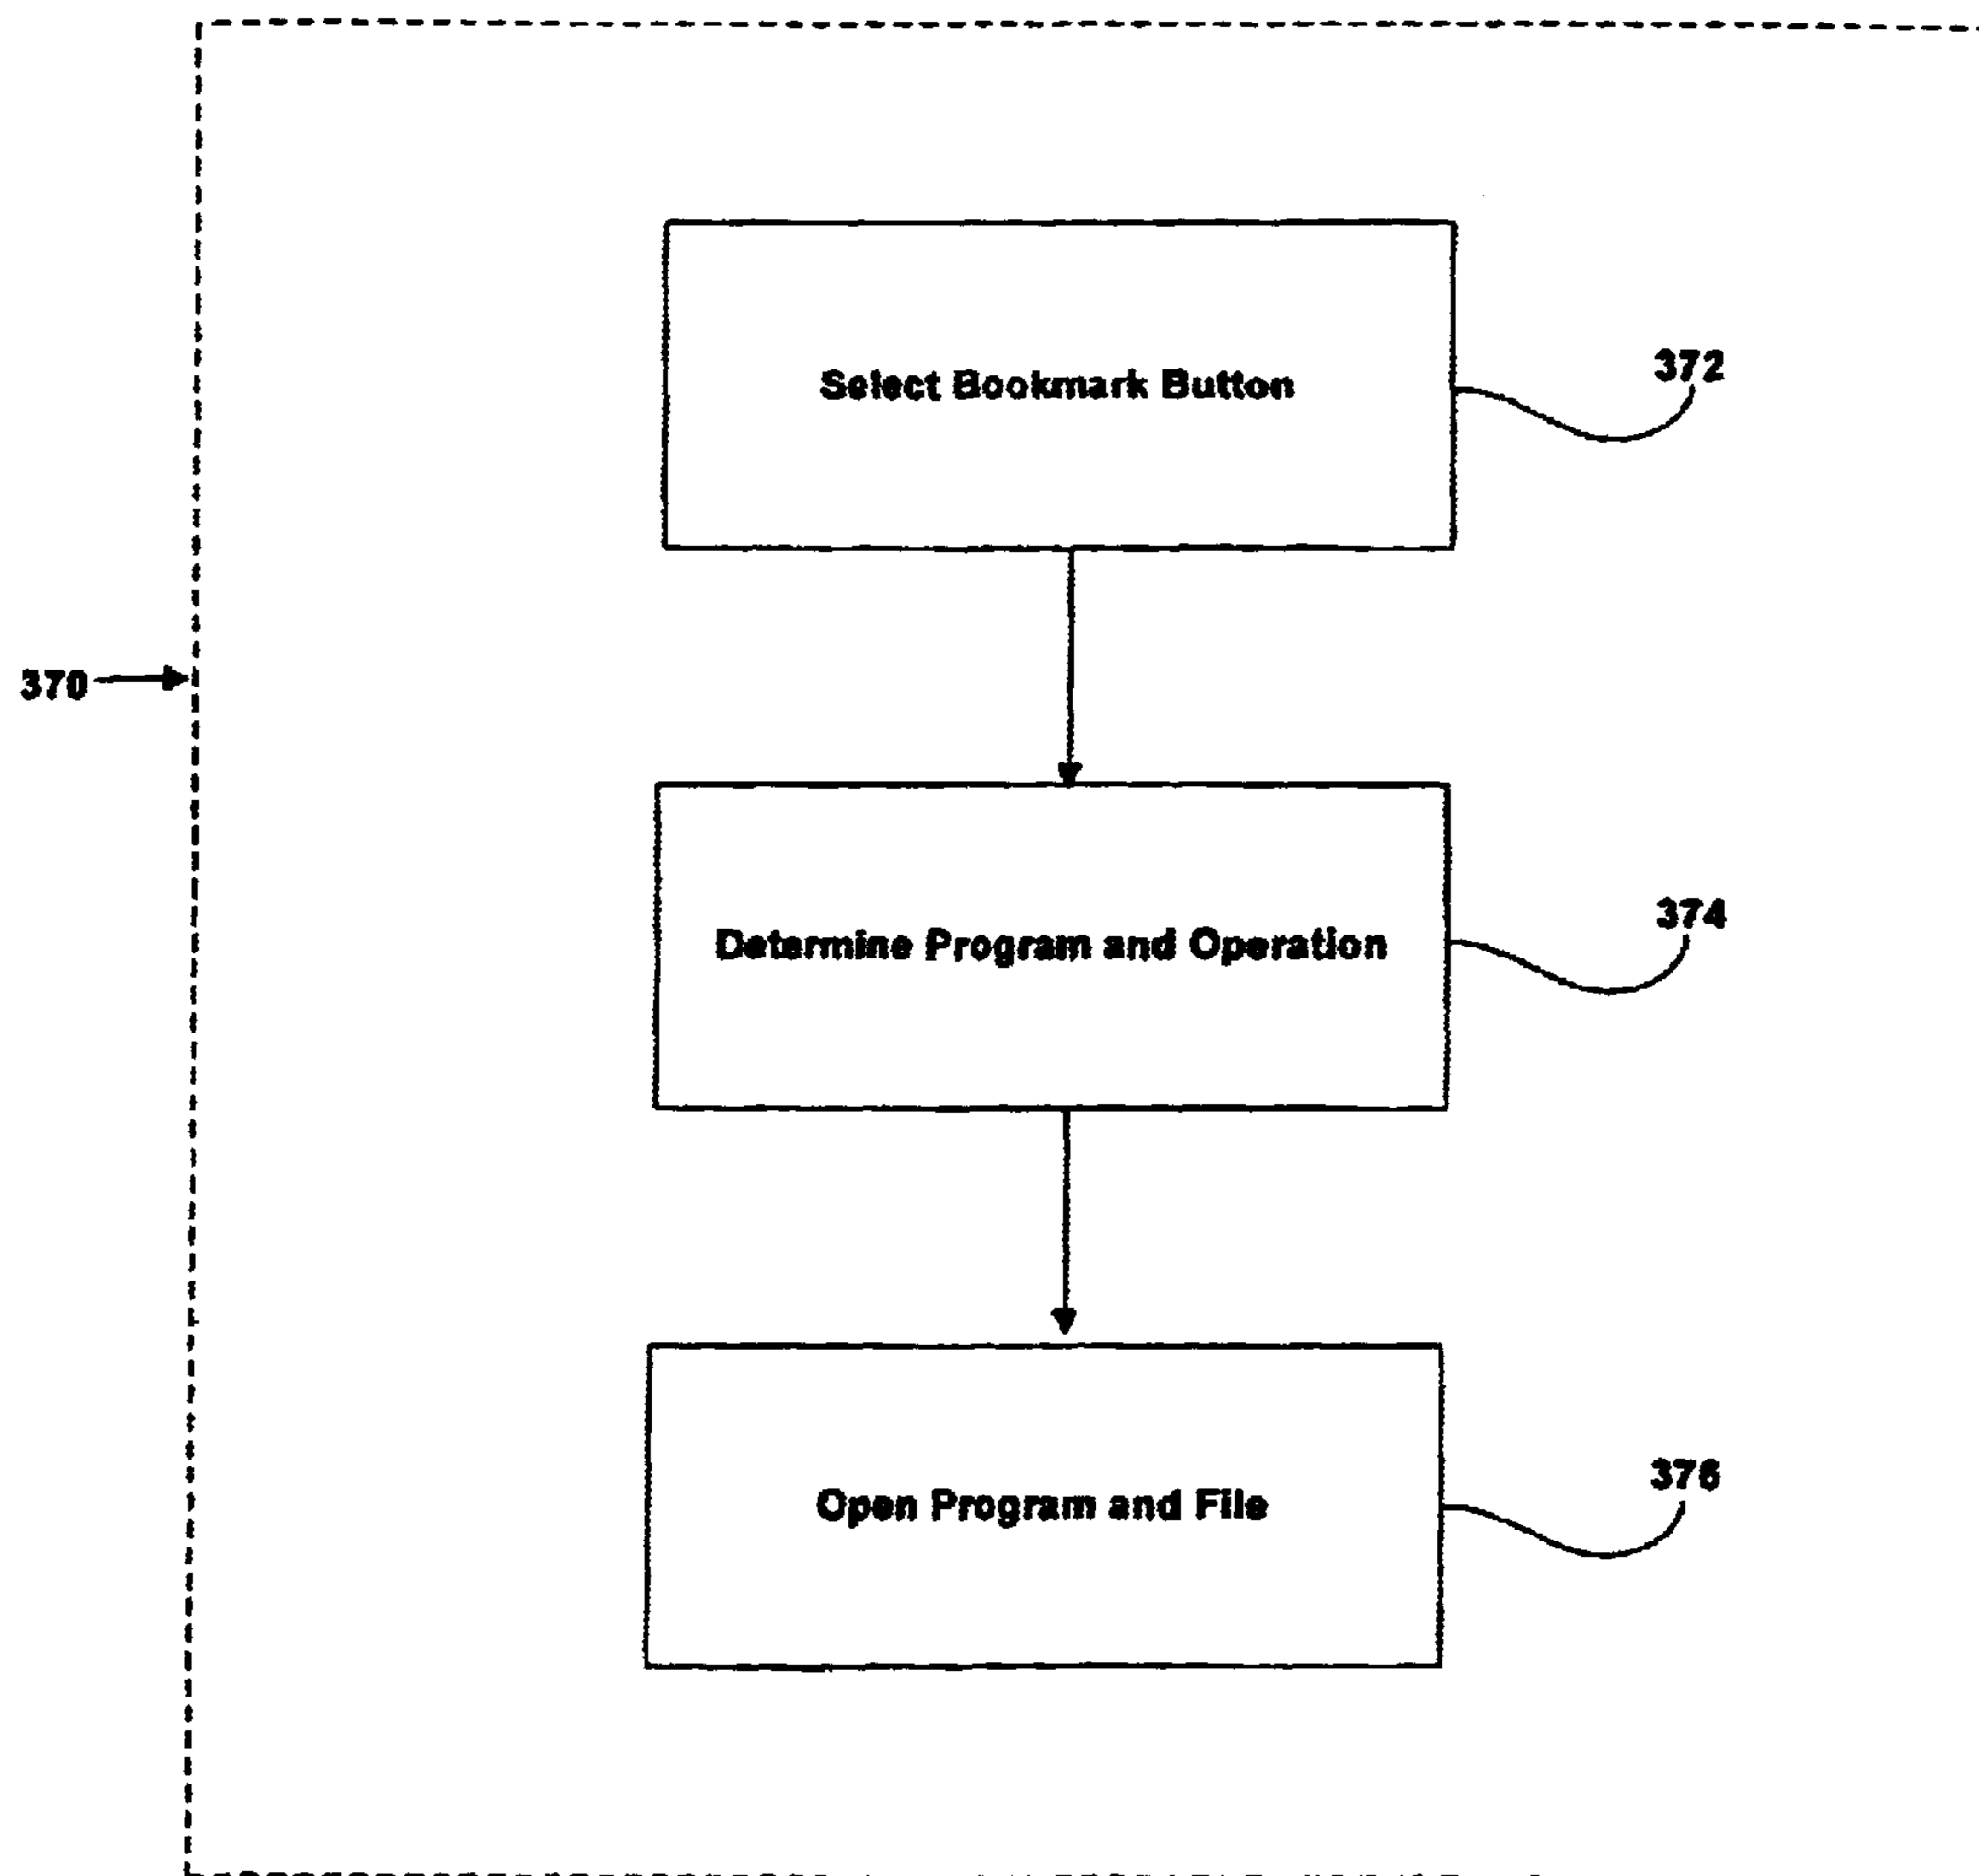 Select Bookmark Button
372
370
Determine Program and Operation
374
Open Program and File
376